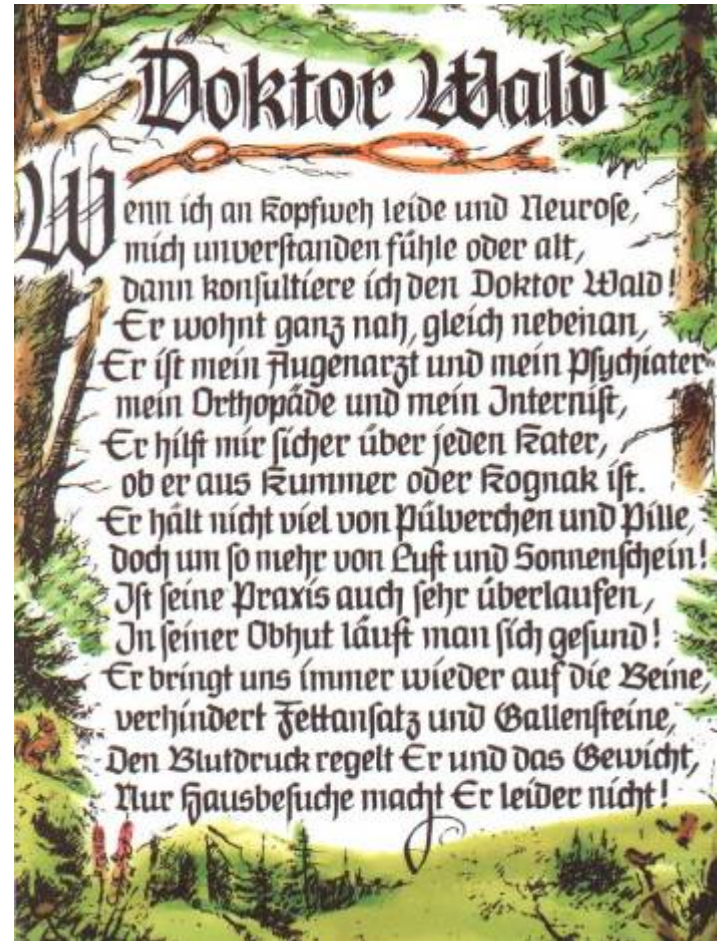 Doktor Wald
Wenn ich an Kopfweh leide und Neurose,
mich unverstanden fühle oder alt,
dann konsultiere ich den Doktor Wald!
Er wohnt ganz nah, gleich nebenan,
Er ist mein Augenarzt und mein Psychiater
mein Orthopäde und mein Internist,
Er hilft mir sicher über jeden Kater,
ob er aus Kummer oder Kognak ist.
Er hält nicht viel von Pülverchen und Pille,
doch um so mehr von Luft und Sonnenschein!
Ist seine Praxis auch sehr überlaufen,
In seiner Obhut läuft man sich gesund!
Er bringt uns immer wieder auf die Beine,
verhindert Fettansatz und Gallensteine,
Den Blutdruck regelt Er und das Gewicht,
Nur Hausbesuche macht Er leider nicht!